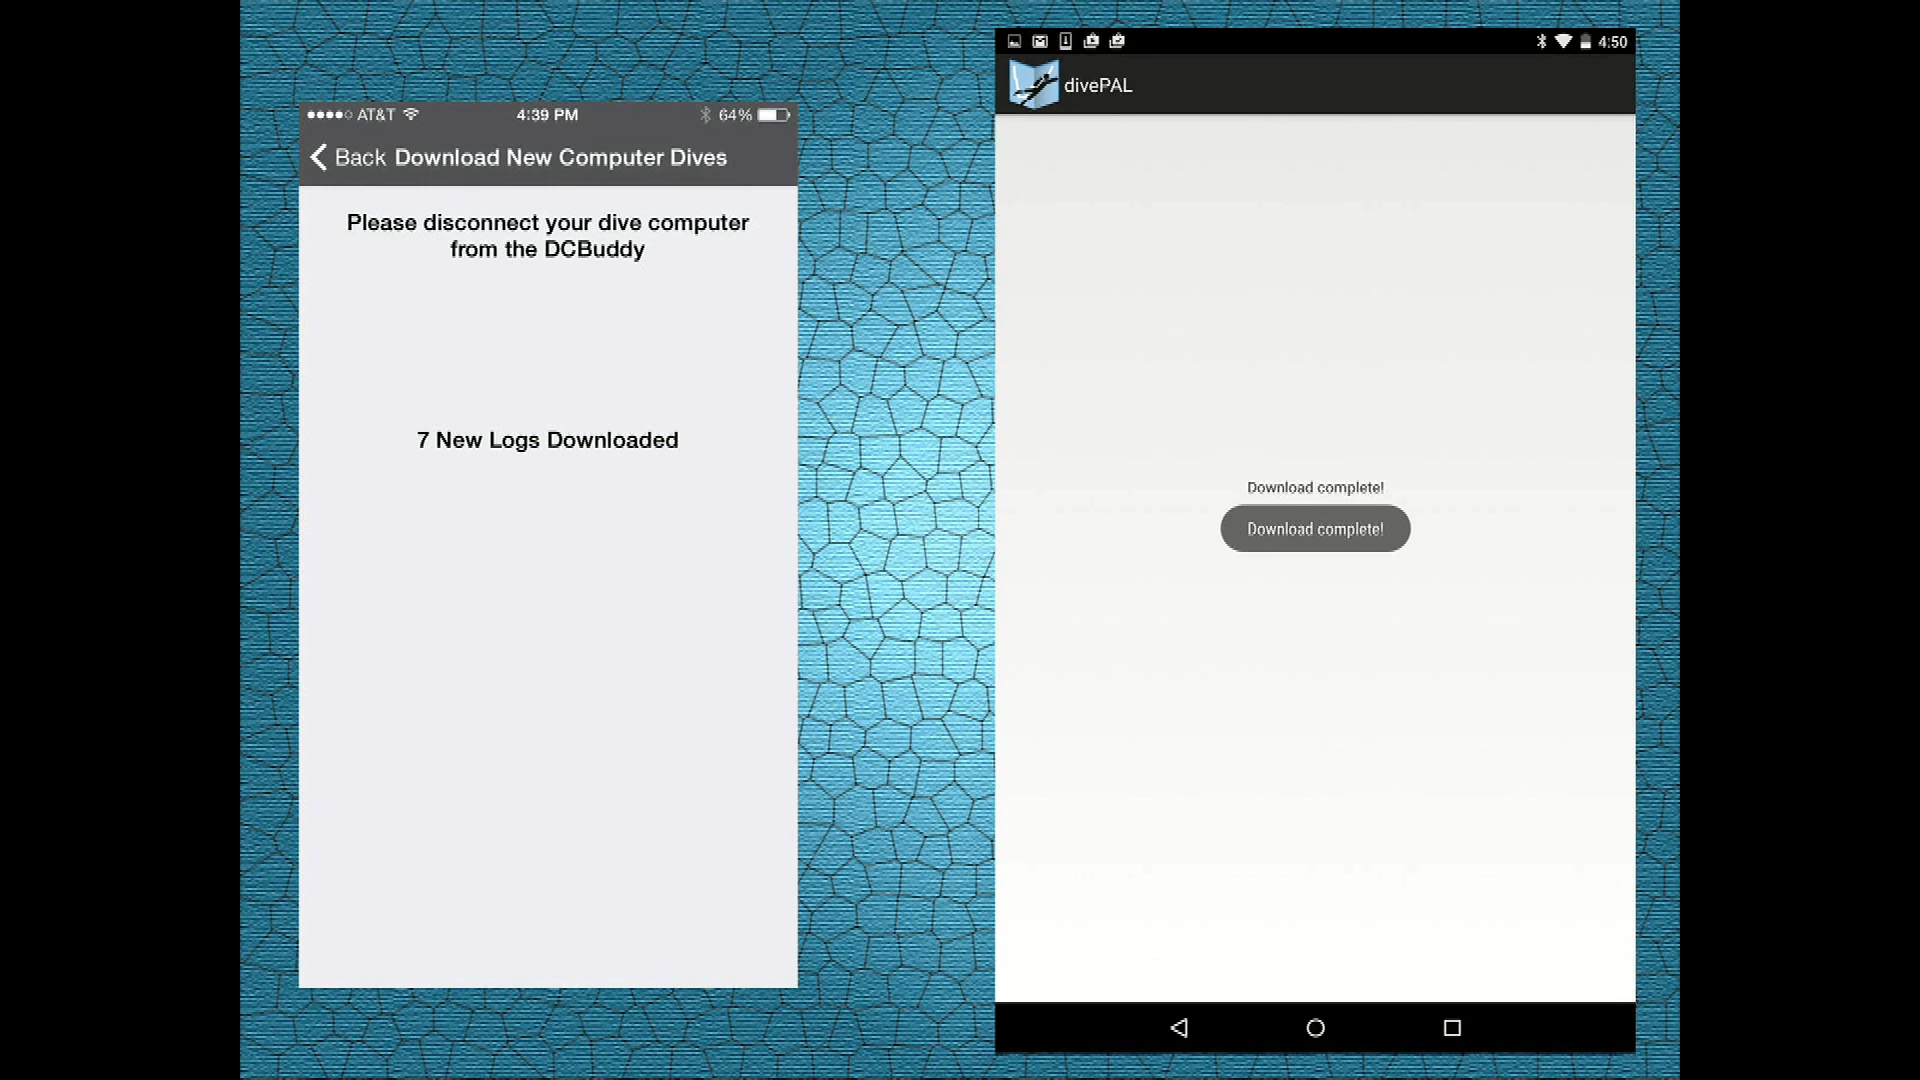 AT&T 4:39 PM 64%
Back Download New Computer Dives
Please disconnect your dive computer
from the DCBuddy
7 New Logs Downloaded
4:50
divePAL
Download complete!
Download complete!